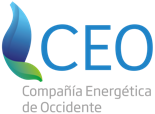 CEO
Compañía Energética
de Occidente